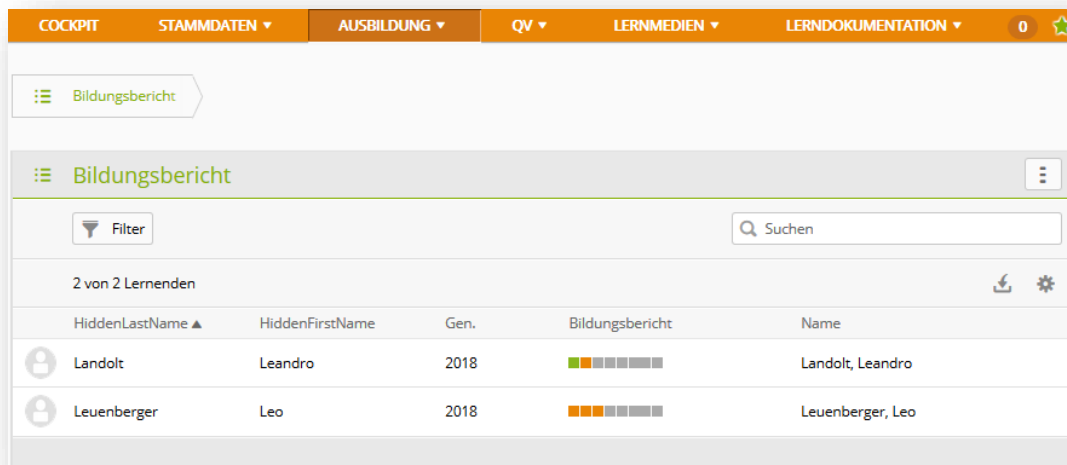 COCKPIT STAMMDATEN ▼ AUSBILDUNG ▼ QV ▼ LERNMEDIEN ▼ LERNDOKUMENTATION ▼ 0
Bildungsbericht
Bildungsbericht
Filter Suchen
2 von 2 Lernenden
HiddenLastName ▲ HiddenFirstName Gen. Bildungsbericht Name
Landolt Leandro 2018 Landolt, Leandro
Leuenberger Leo 2018 Leuenberger, Leo